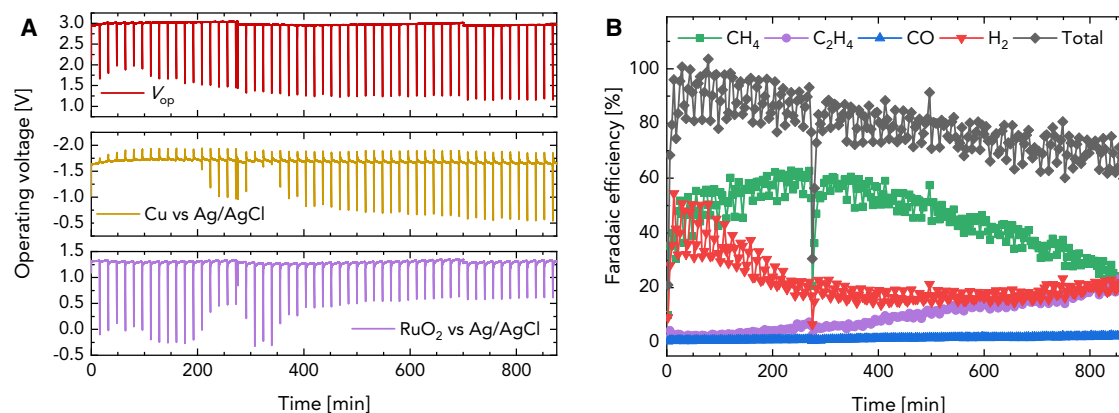 A
Operating voltage [V]
3.0
2.5
2.0
1.5
1.0
V_op
-2.0
-1.5
-1.0
-0.5
Cu vs Ag/AgCl
1.5
1.0
0.5
0.0
-0.5
RuO₂ vs Ag/AgCl
0 200 400 600 800
Time [min]
B
CH₄ C₂H₄ CO H₂ Total
Faradaic efficiency [%]
100
80
60
40
20
0
0 200 400 600 800
Time [min]